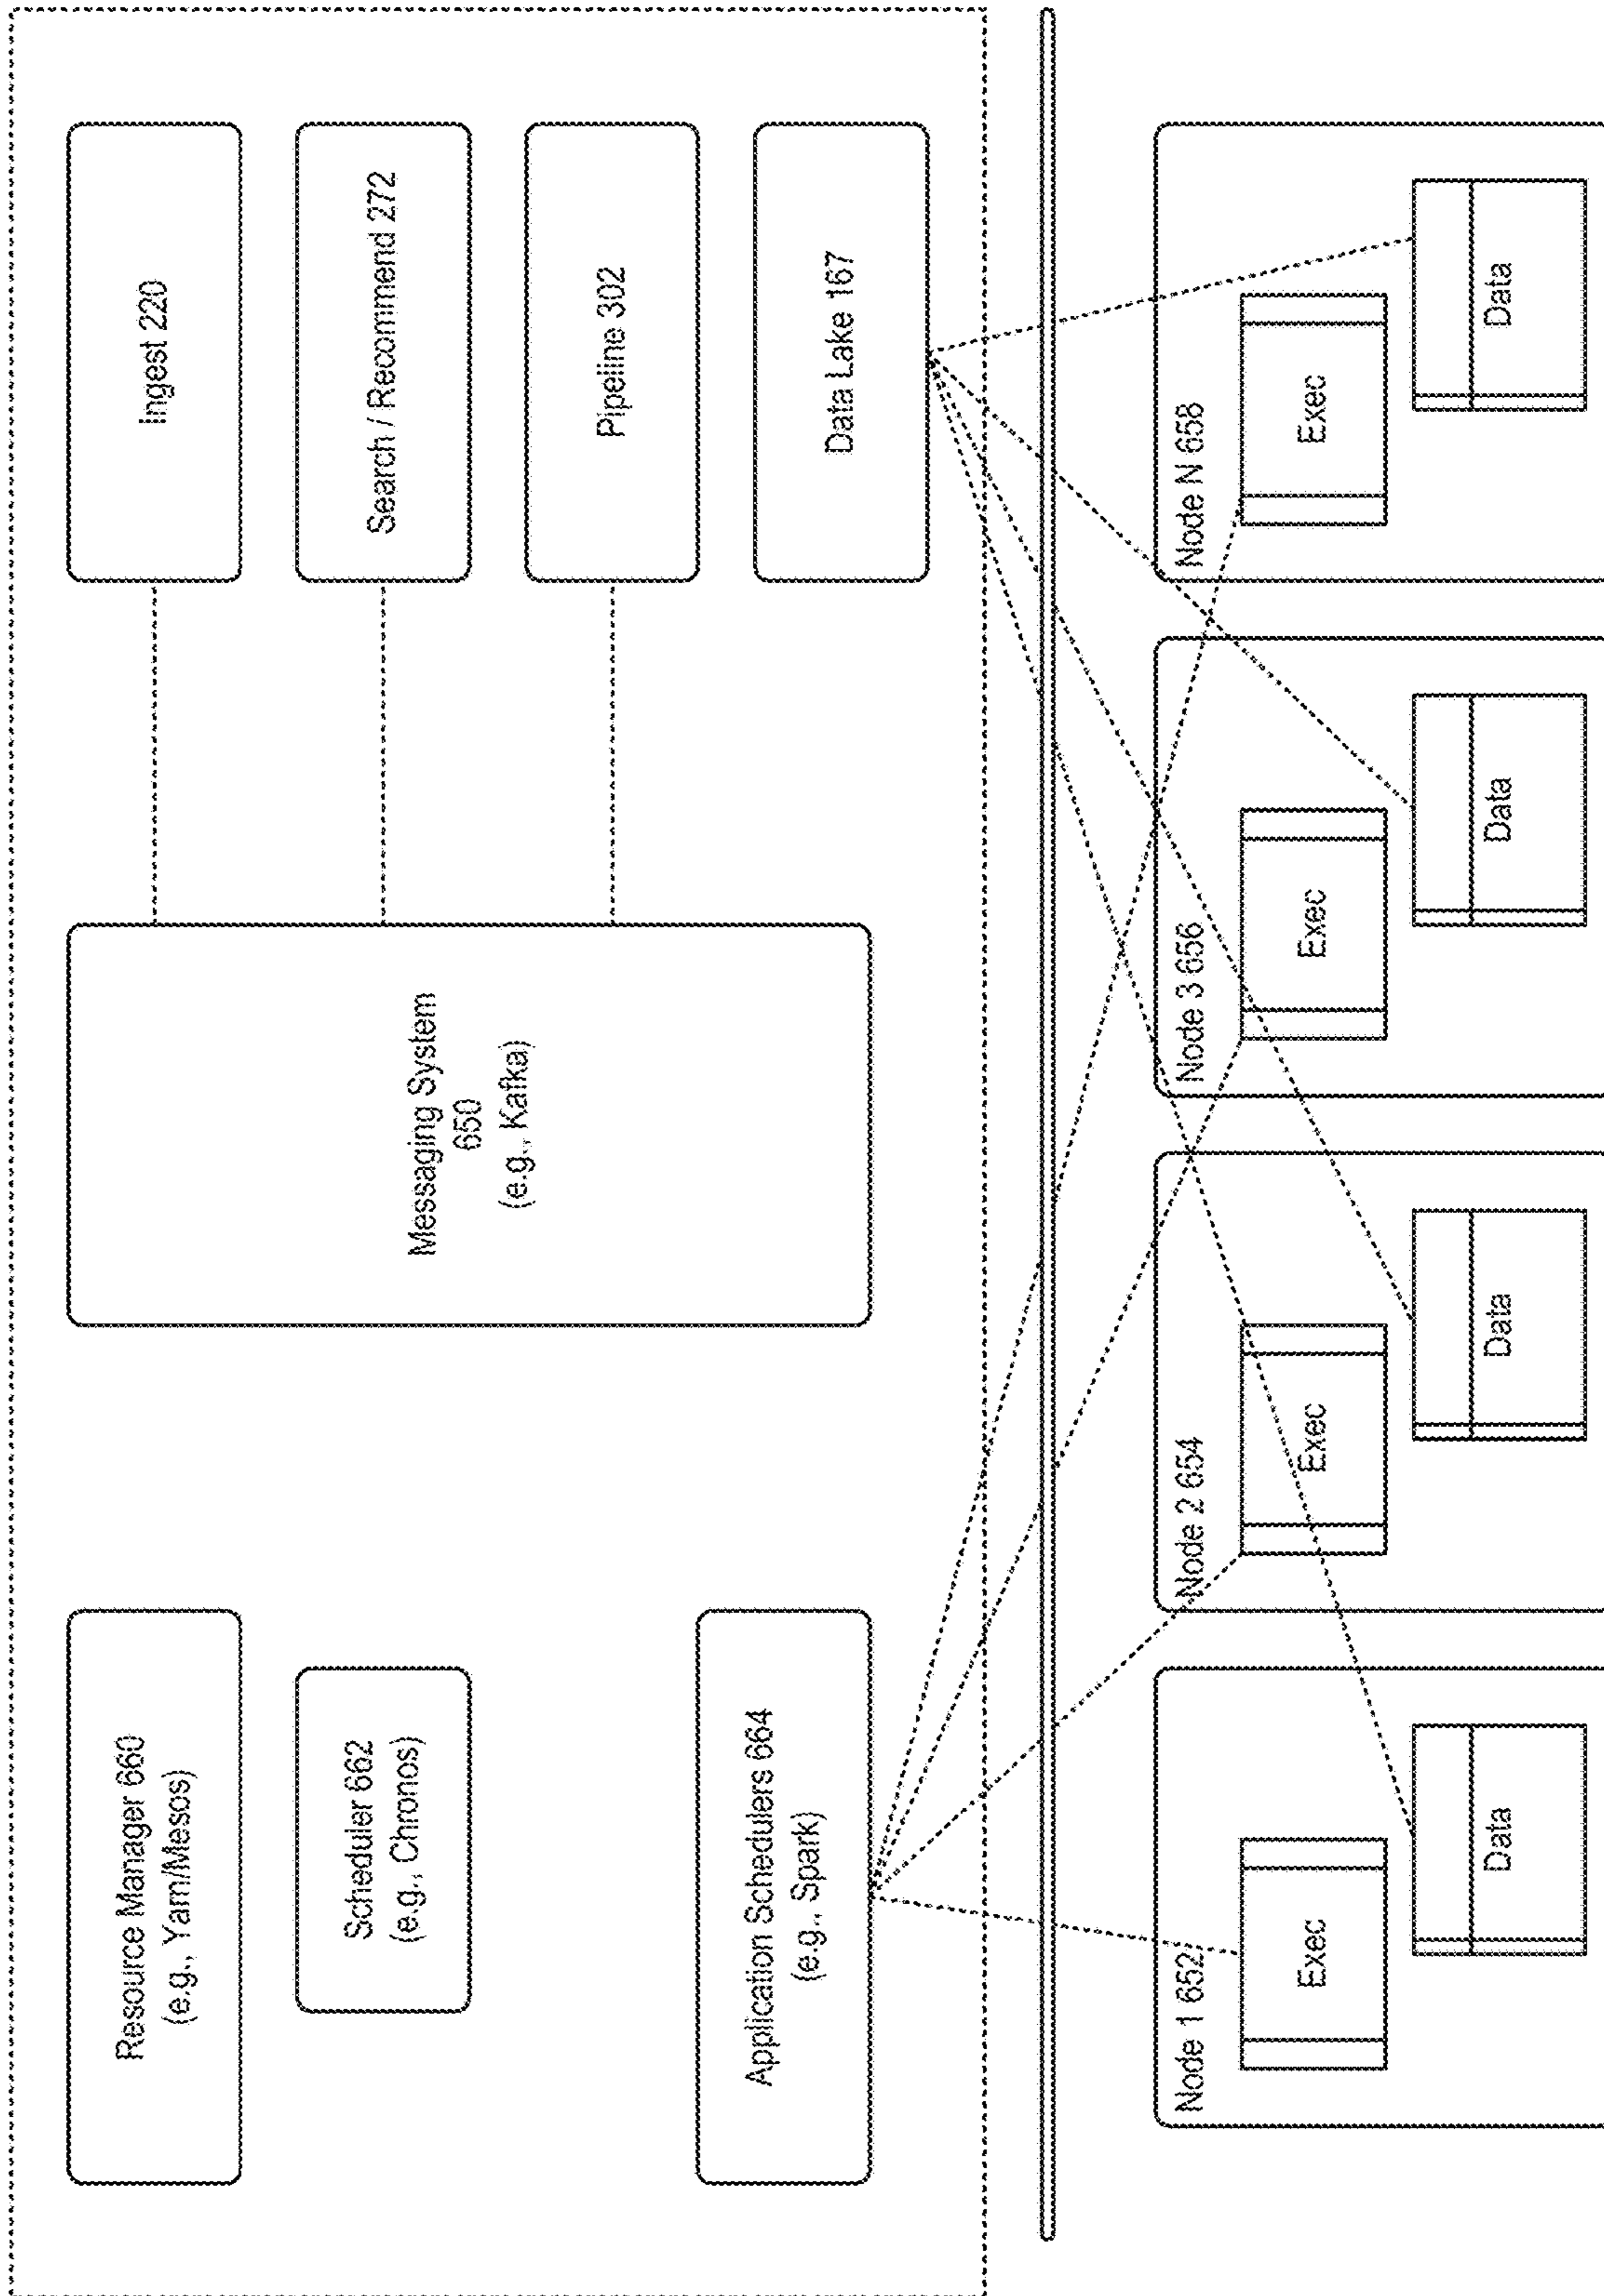 Resource Manager 660
(e.g., Yarn/Mesos)
Scheduler 662
(e.g., Chronos)
Application Schedulers 664
(e.g., Spark)
Messaging System
650
(e.g., Kafka)
Ingest 220
Search / Recommend 272
Pipeline 302
Data Lake 167
Node 1 652
Exec
Data
Node 2 654
Exec
Data
Node 3 656
Exec
Data
Node N 658
Exec
Data